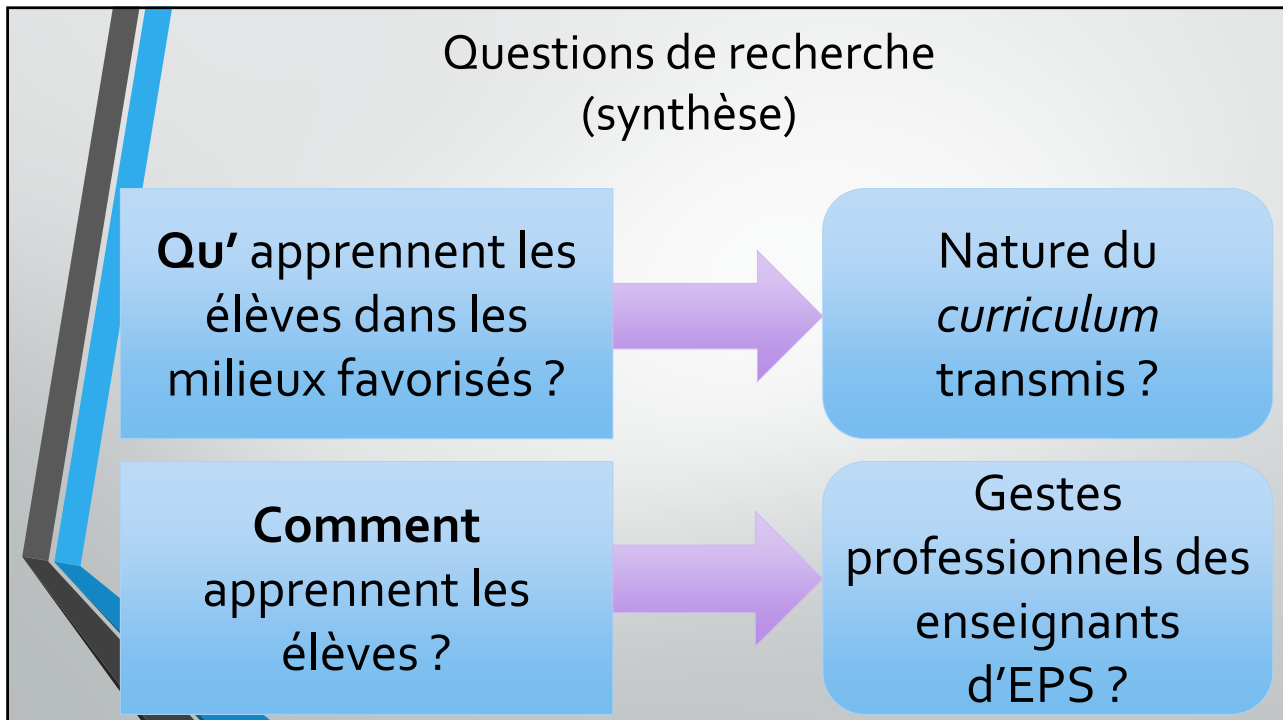 Questions de recherche
(synthèse)
Qu’ apprennent les
élèves dans les
milieux favorisés ?
Nature du
curriculum
transmis ?
Comment
apprennent les
élèves ?
Gestes
professionnels des
enseignants
d’EPS ?